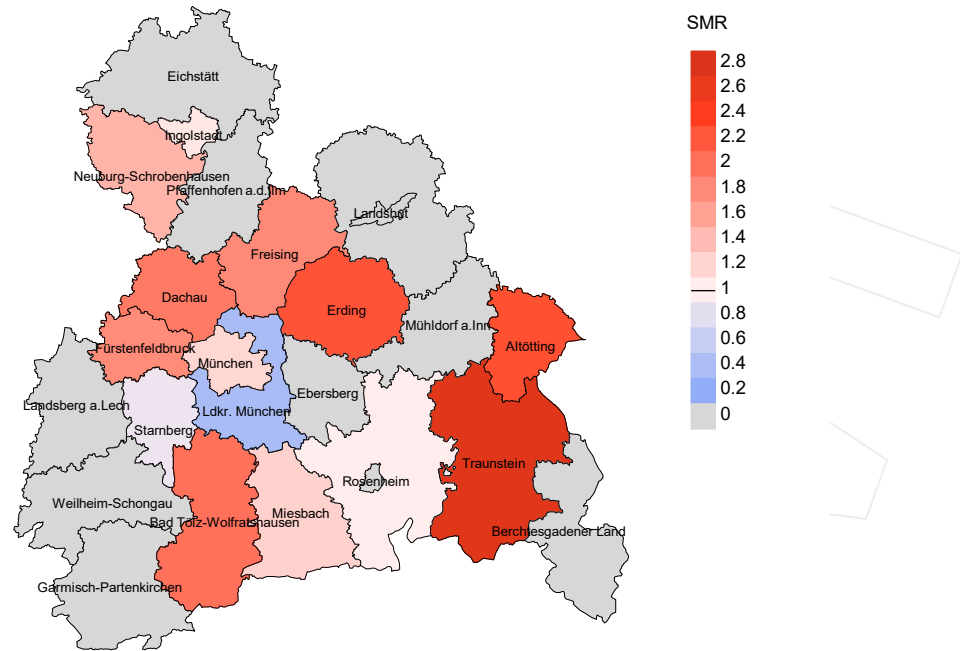 SMR
2.8
2.6
2.4
2.2
2
1.8
1.6
1.4
1.2
1
0.8
0.6
0.4
0.2
0
Eichstätt
Ingolstadt
Neuburg-Schrobenhausen
Pfaffenhofen a.d.Ilm
Landshut
Freising
Dachau
Erding
Mühldorf a.Inn
Altötting
Fürstenfeldbruck
München
Ebersberg
Landsberg a.Lech
Ldkr. München
Starnberg
Traunstein
Rosenheim
Weilheim-Schongau
Miesbach
Bad Tölz-Wolfratshausen
Berchtesgadener Land
Garmisch-Partenkirchen